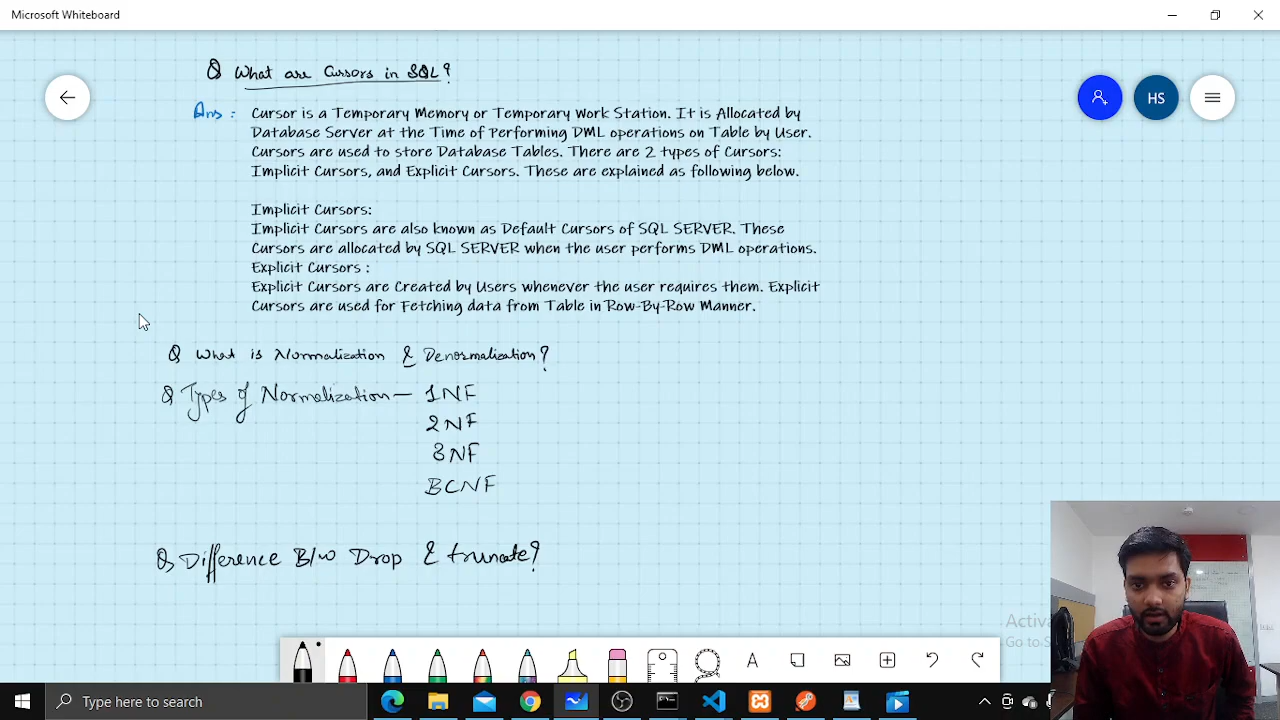 Microsoft Whiteboard
Q What are Cursors in SQL?
HS
Ans : Cursor is a Temporary Memory or Temporary Work Station. It is Allocated by
Database Server at the Time of Performing DML operations on Table by User.
Cursors are used to store Database Tables. There are 2 types of Cursors:
Implicit Cursors, and Explicit Cursors. These are explained as following below.
Implicit Cursors:
Implicit Cursors are also known as Default Cursors of SQL SERVER. These
Cursors are allocated by SQL SERVER when the user performs DML operations.
Explicit Cursors :
Explicit Cursors are Created by Users whenever the user requires them. Explicit
Cursors are used for Fetching data from Table in Row-By-Row Manner.
Q What is Normalization & Denormalization?
Q Types of Normalization — 1NF
2NF
3NF
BCNF
Q Difference B/w Drop & trunate?
Activa
Go to S
A
Type here to search